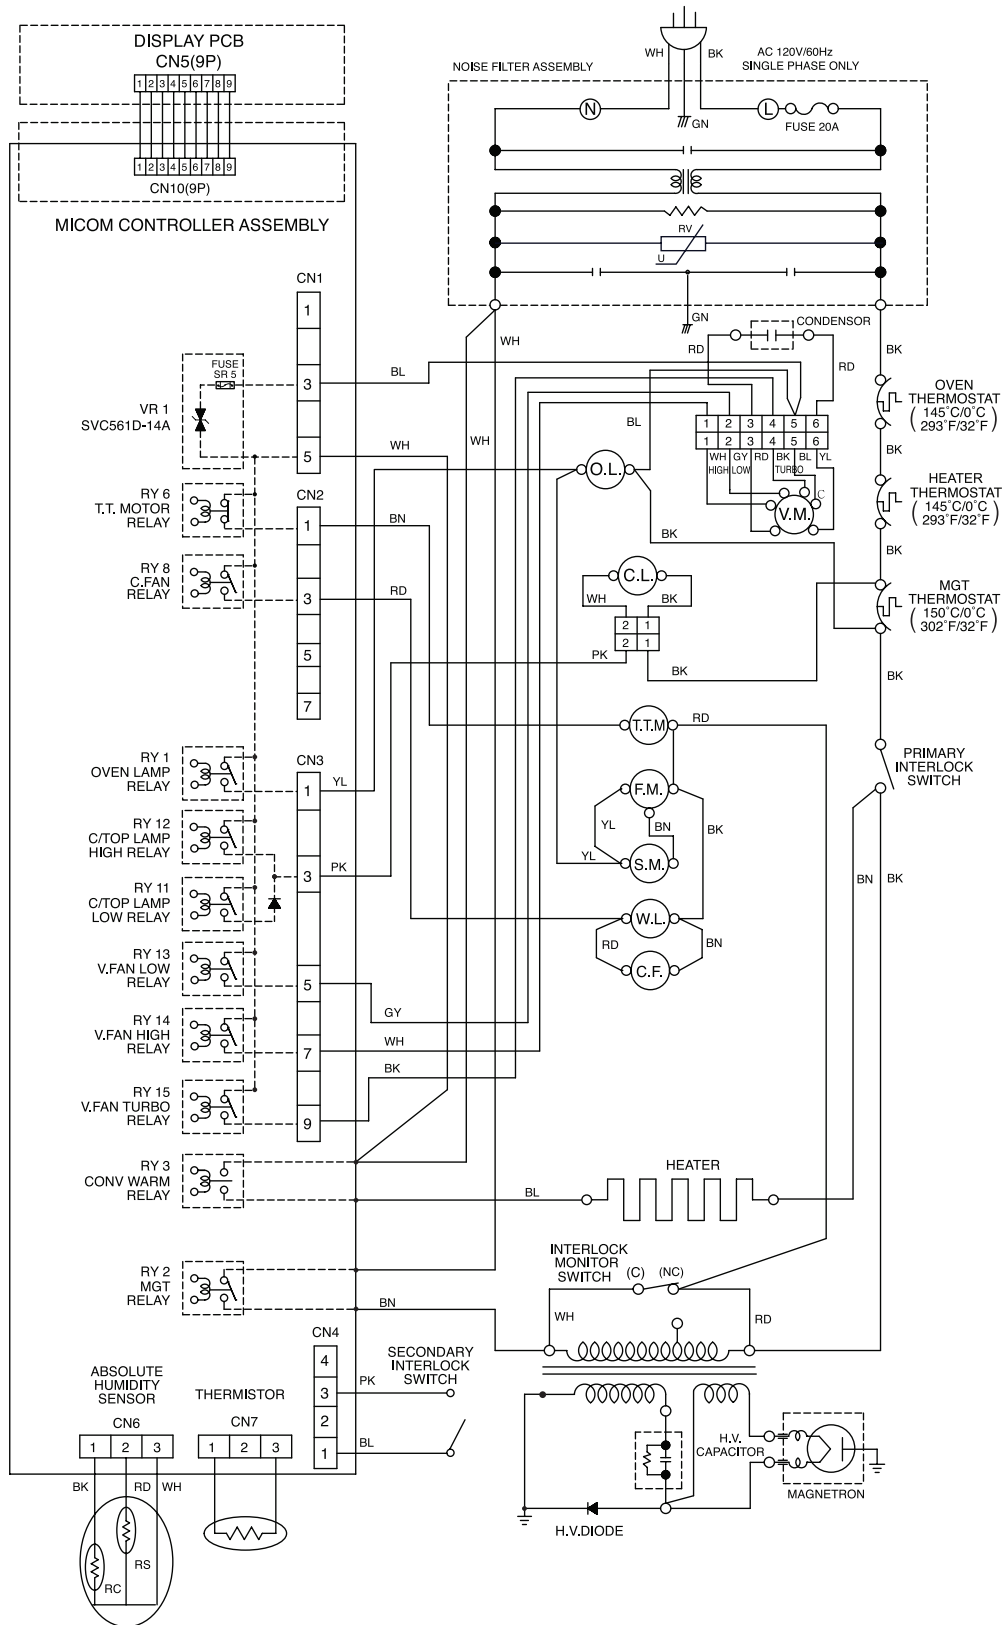 DISPLAY PCB
CN5(9P)
1 2 3 4 5 6 7 8 9
1 2 3 4 5 6 7 8 9
CN10(9P)
MICOM CONTROLLER ASSEMBLY
WH
BK
AC 120V/60Hz
SINGLE PHASE ONLY
NOISE FILTER ASSEMBLY
N
L
GN
FUSE 20A
RV
U
GN
CN1
1
3
5
FUSE
SR 5
VR 1
SVC561D-14A
BL
WH
WH
WH
CONDENSOR
RD
RD
BK
OVEN
THERMOSTAT
(145°C/0°C
293°F/32°F)
BK
BL
1 2 3 4 5 6
1 2 3 4 5 6
WH GY RD BK BL YL
HIGH LOW TURBO
C
V.M.
O.L.
HEATER
THERMOSTAT
(145°C/0°C
293°F/32°F)
BK
BK
MGT
THERMOSTAT
(150°C/0°C
302°F/32°F)
BK
RY 6
T.T. MOTOR
RELAY
RY 8
C.FAN
RELAY
CN2
1
3
5
7
BN
RD
C.L.
WH
BK
2 1
2 1
PK
BK
T.T.M
RD
PRIMARY
INTERLOCK
SWITCH
RY 1
OVEN LAMP
RELAY
RY 12
C/TOP LAMP
HIGH RELAY
RY 11
C/TOP LAMP
LOW RELAY
RY 13
V.FAN LOW
RELAY
RY 14
V.FAN HIGH
RELAY
RY 15
V.FAN TURBO
RELAY
CN3
1
3
5
7
9
YL
PK
GY
WH
BK
F.M.
YL
BN
BK
YL
S.M.
W.L.
RD
BN
C.F.
BN
BK
RY 3
CONV WARM
RELAY
HEATER
BL
RY 2
MGT
RELAY
BN
INTERLOCK
MONITOR
SWITCH
(C)
(NC)
WH
RD
CN4
4
3
2
1
PK
BL
SECONDARY
INTERLOCK
SWITCH
ABSOLUTE
HUMIDITY
SENSOR
CN6
1 2 3
BK
RD
WH
RC
RS
THERMISTOR
CN7
1 2 3
H.V.
CAPACITOR
MAGNETRON
H.V.DIODE